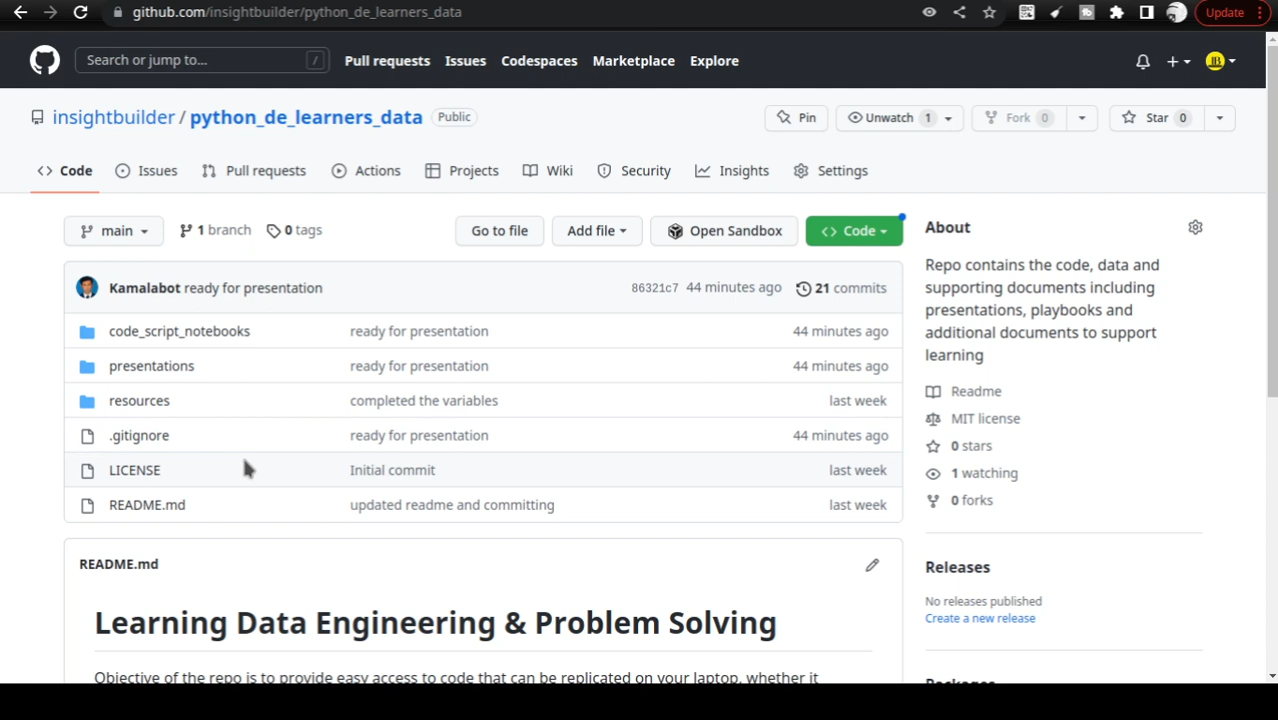 github.com/insightbuilder/python_de_learners_data
Update
Search or jump to... /
Pull requests Issues Codespaces Marketplace Explore
insightbuilder / python_de_learners_data Public
Pin Unwatch 1 Fork 0 Star 0
Code Issues Pull requests Actions Projects Wiki Security Insights Settings
main 1 branch 0 tags Go to file Add file Open Sandbox Code
Kamalabot ready for presentation 86321c7 44 minutes ago 21 commits
code_script_notebooks ready for presentation 44 minutes ago
presentations ready for presentation 44 minutes ago
resources completed the variables last week
.gitignore ready for presentation 44 minutes ago
LICENSE Initial commit last week
README.md updated readme and committing last week
README.md
Learning Data Engineering & Problem Solving
Objective of the repo is to provide easy access to code that can be replicated on your laptop, whether it
About
Repo contains the code, data and
supporting documents including
presentations, playbooks and
additional documents to support
learning
Readme
MIT license
0 stars
1 watching
0 forks
Releases
No releases published
Create a new release
Packages